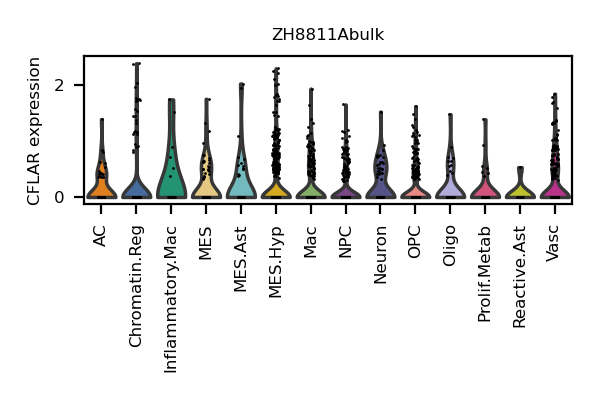 ZH8811Abulk
CFLAR expression
2
0
AC
Chromatin.Reg
Inflammatory.Mac
MES
MES.Ast
MES.Hyp
Mac
NPC
Neuron
OPC
Oligo
Prolif.Metab
Reactive.Ast
Vasc